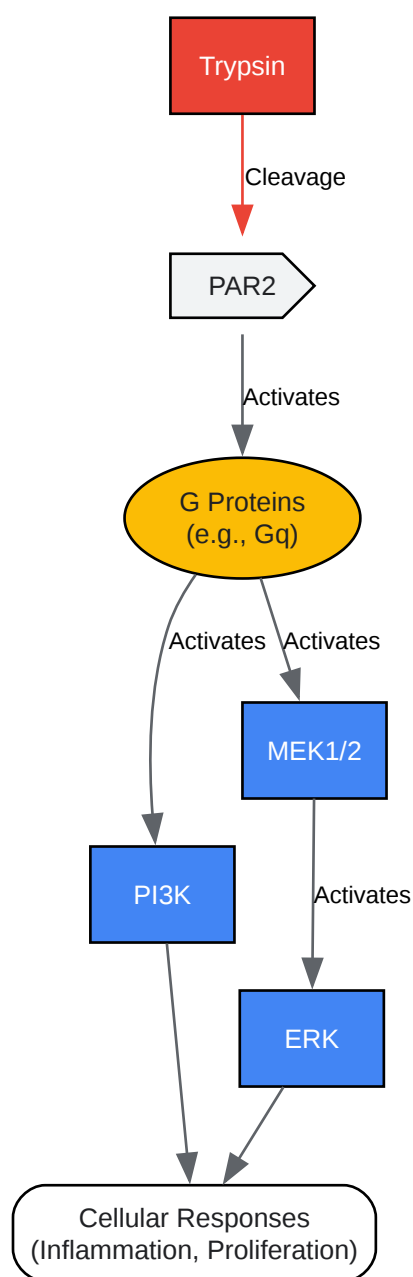 Trypsin
Cleavage
PAR2
Activates
G Proteins
(e.g., Gq)
Activates
Activates
MEK1/2
PI3K
Activates
ERK
Cellular Responses
(Inflammation, Proliferation)